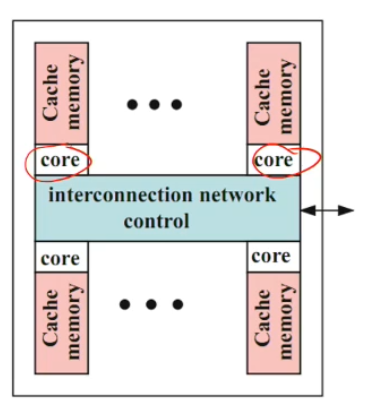 Cache
memory
Cache
memory
core
core
interconnection network
control
core
core
Cache
memory
Cache
memory